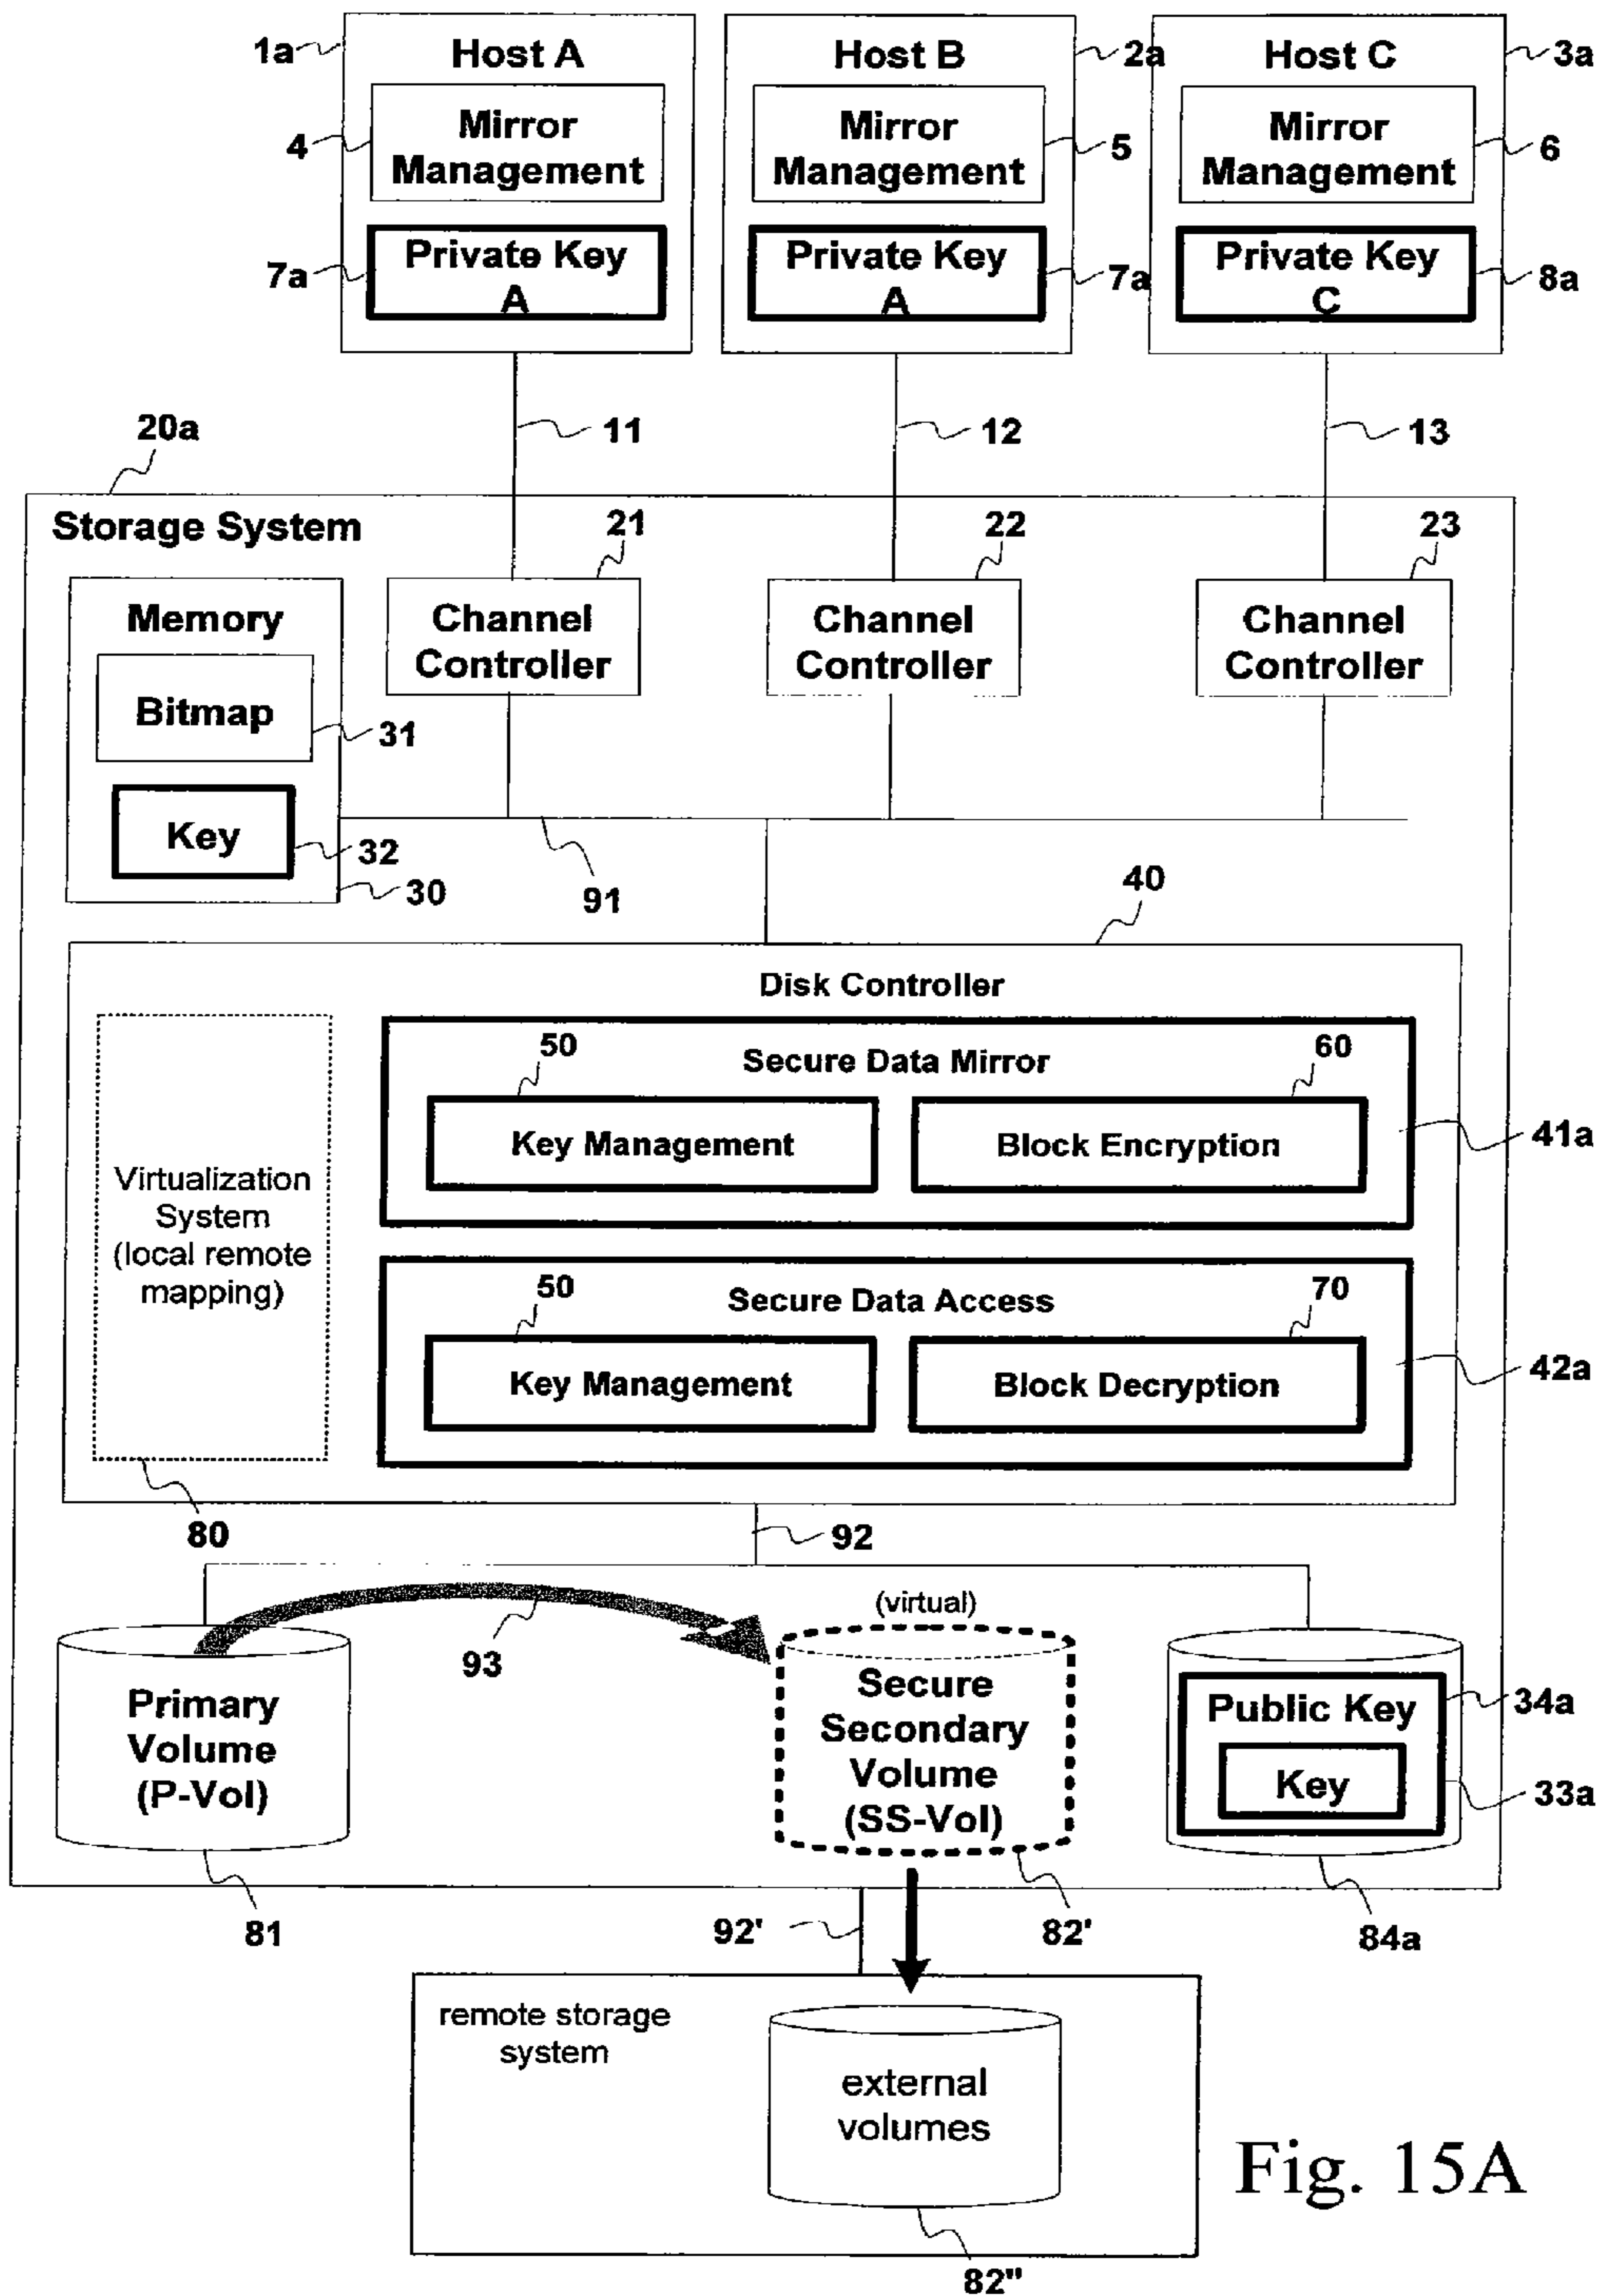 1a
Host A
Host B
2a
Host C
3a
4
Mirror
Management
Mirror
Management
5
Mirror
Management
6
7a
Private Key
A
Private Key
A
7a
Private Key
C
8a
20a
11
12
13
Storage System
21
22
23
Memory
Channel
Controller
Channel
Controller
Channel
Controller
Bitmap
31
Key
32
30
91
40
Disk Controller
50
Secure Data Mirror
60
Key Management
Block Encryption
41a
Virtualization
System
(local remote
mapping)
50
Secure Data Access
70
Key Management
Block Decryption
42a
80
92
(virtual)
93
Primary
Volume
(P-Vol)
Secure
Secondary
Volume
(SS-Vol)
Public Key
34a
Key
33a
81
92'
82'
84a
remote storage
system
external
volumes
82"
Fig. 15A